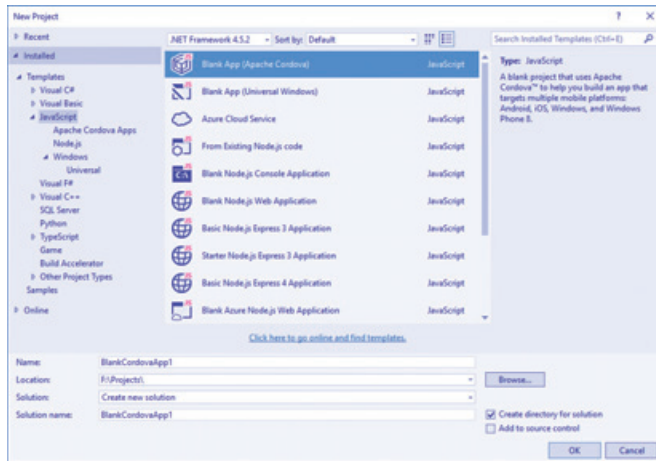 New Project
? X
Recent
.NET Framework 4.5.2 Sort by: Default
Search Installed Templates (Ctrl+E)
Installed
Templates
Visual C#
Visual Basic
JavaScript
Apache Cordova Apps
Node.js
Windows
Universal
Visual F#
Visual C++
SQL Server
Python
TypeScript
Game
Build Accelerator
Other Project Types
Samples
Online
Blank App (Apache Cordova) JavaScript
Blank App (Universal Windows) JavaScript
Azure Cloud Service JavaScript
From Existing Node.js code JavaScript
Blank Node.js Console Application JavaScript
Blank Node.js Web Application JavaScript
Basic Node.js Express 3 Application JavaScript
Starter Node.js Express 3 Application JavaScript
Basic Node.js Express 4 Application JavaScript
Blank Azure Node.js Web Application JavaScript
Click here to go online and find templates.
Type: JavaScript
A blank project that uses Apache
Cordova™ to help you build an app that
targets multiple mobile platforms:
Android, iOS, Windows, and Windows
Phone 8.
Name: BlankCordovaApp1
Location: F:\Projects\ Browse...
Solution: Create new solution
Solution name: BlankCordovaApp1
Create directory for solution
Add to source control
OK Cancel